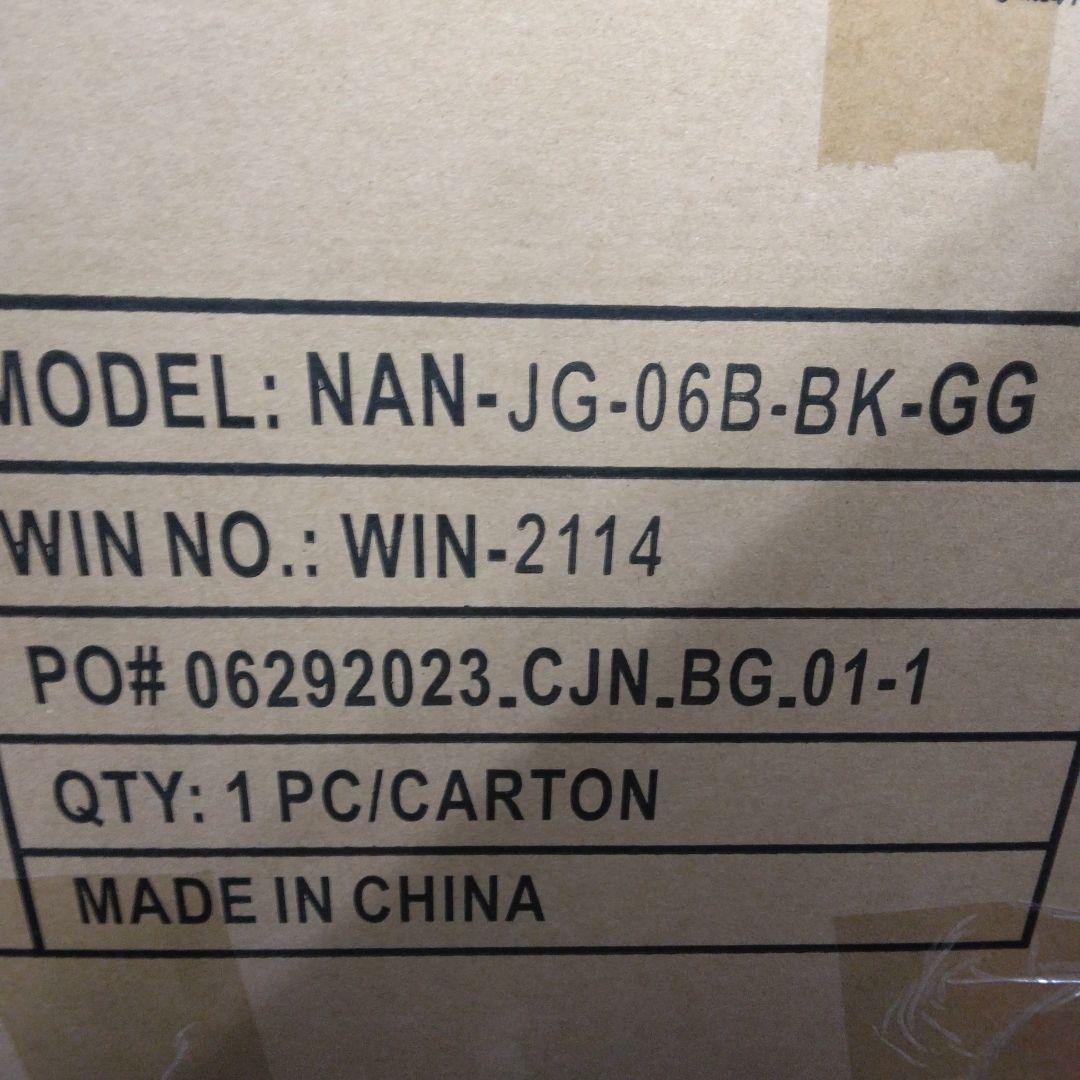 MODEL: NAN-JG-06B-BK-GG
WIN NO.: WIN-2114
PO# 06292023_CJN_BG_01-1
QTY: 1 PC/CARTON
MADE IN CHINA